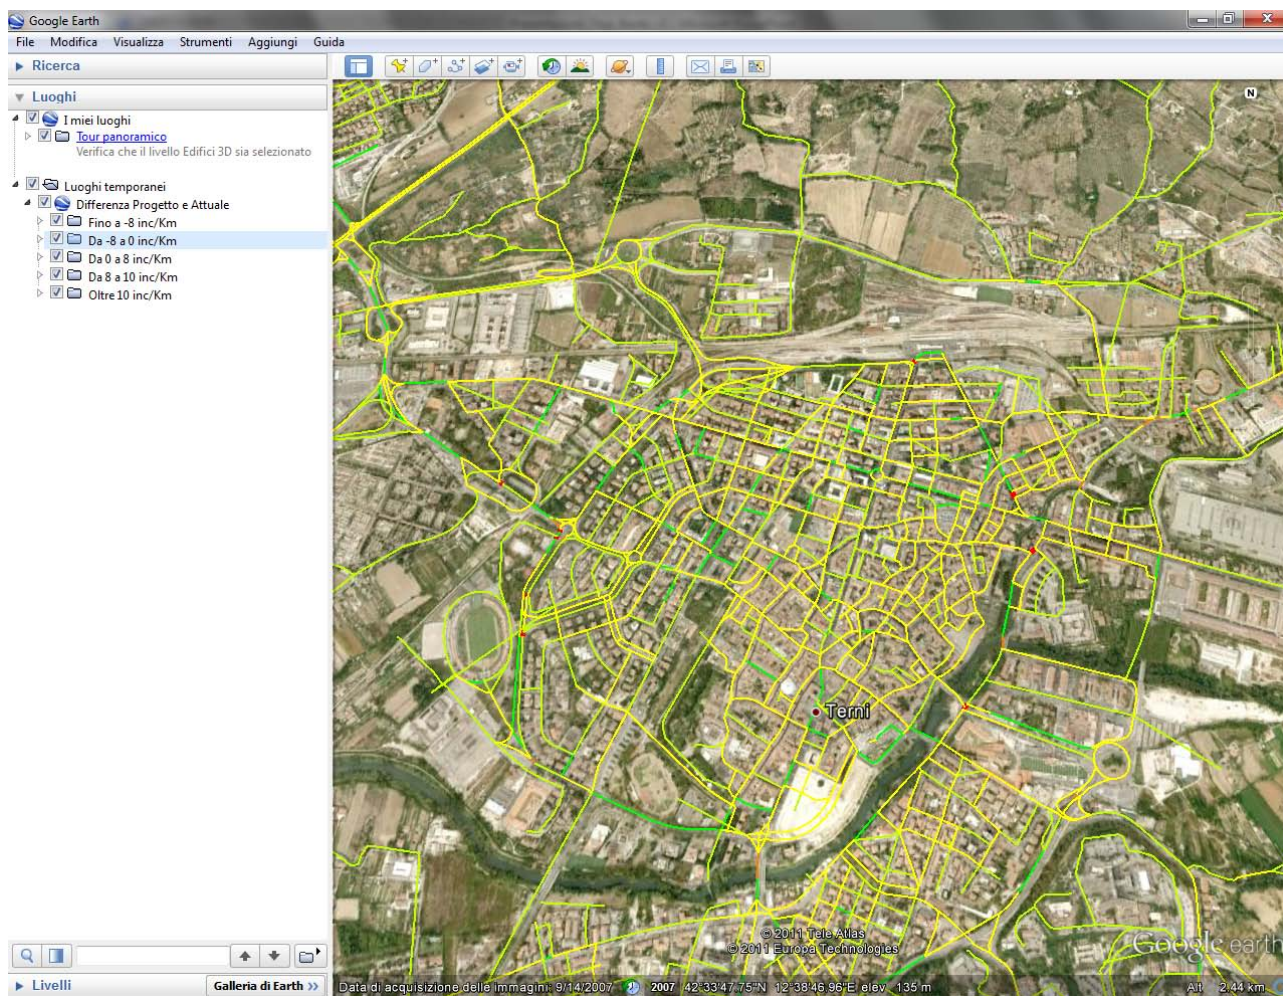 Google Earth
File Modifica Visualizza Strumenti Aggiungi Guida
Ricerca
Luoghi
I miei luoghi
Tour panoramico
Verifica che il livello Edifici 3D sia selezionato
Luoghi temporanei
Differenza Progetto e Attuale
Fino a -8 inc/Km
Da -8 a 0 inc/Km
Da 0 a 8 inc/Km
Da 8 a 10 inc/Km
Oltre 10 inc/Km
Livelli
Galleria di Earth >>
N
Terni
© 2011 Tele Atlas
© 2011 Europa Technologies
Google earth
Data di acquisizione delle immagini: 9/14/2007 2007 42°33'47.75"N 12°38'46.96"E elev 135 m Alt 2.44 km